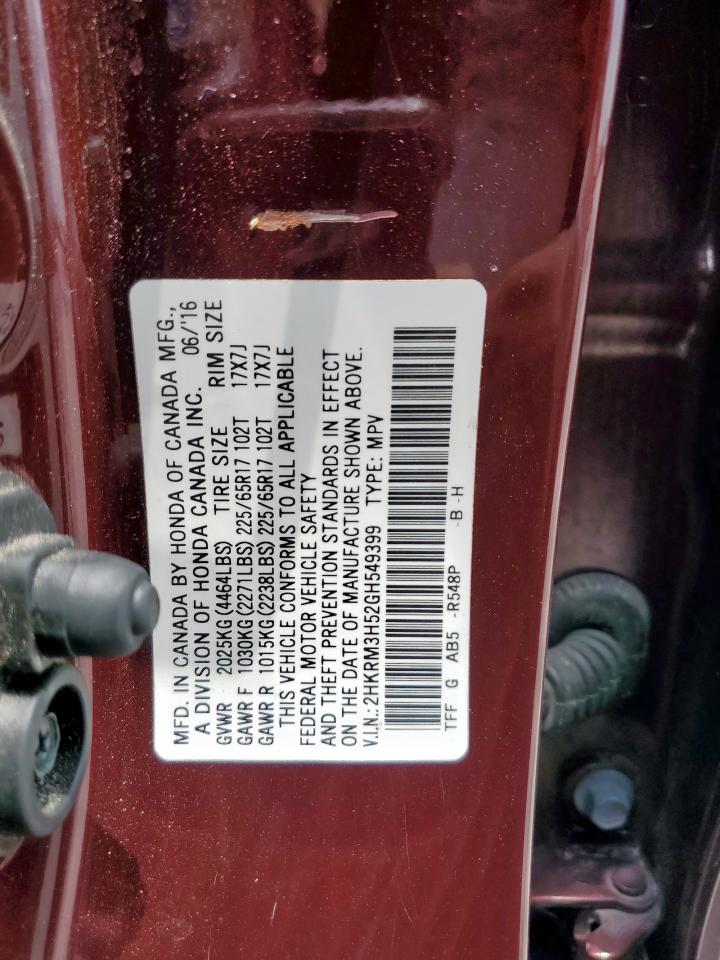 MFD. IN CANADA BY HONDA OF CANADA MFG.,
A DIVISION OF HONDA CANADA INC. 06/'16
GVWR 2025KG(4464LBS) TIRE SIZE RIM SIZE
GAWR F 1030KG(2271LBS) 225/65R17 102T 17X7J
GAWR R 1015KG(2238LBS) 225/65R17 102T 17X7J
THIS VEHICLE CONFORMS TO ALL APPLICABLE
FEDERAL MOTOR VEHICLE SAFETY
AND THEFT PREVENTION STANDARDS IN EFFECT
ON THE DATE OF MANUFACTURE SHOWN ABOVE.
V.I.N.:2HKRM3H52GH549399 TYPE: MPV
TFF G AB5 -R548P -B -H